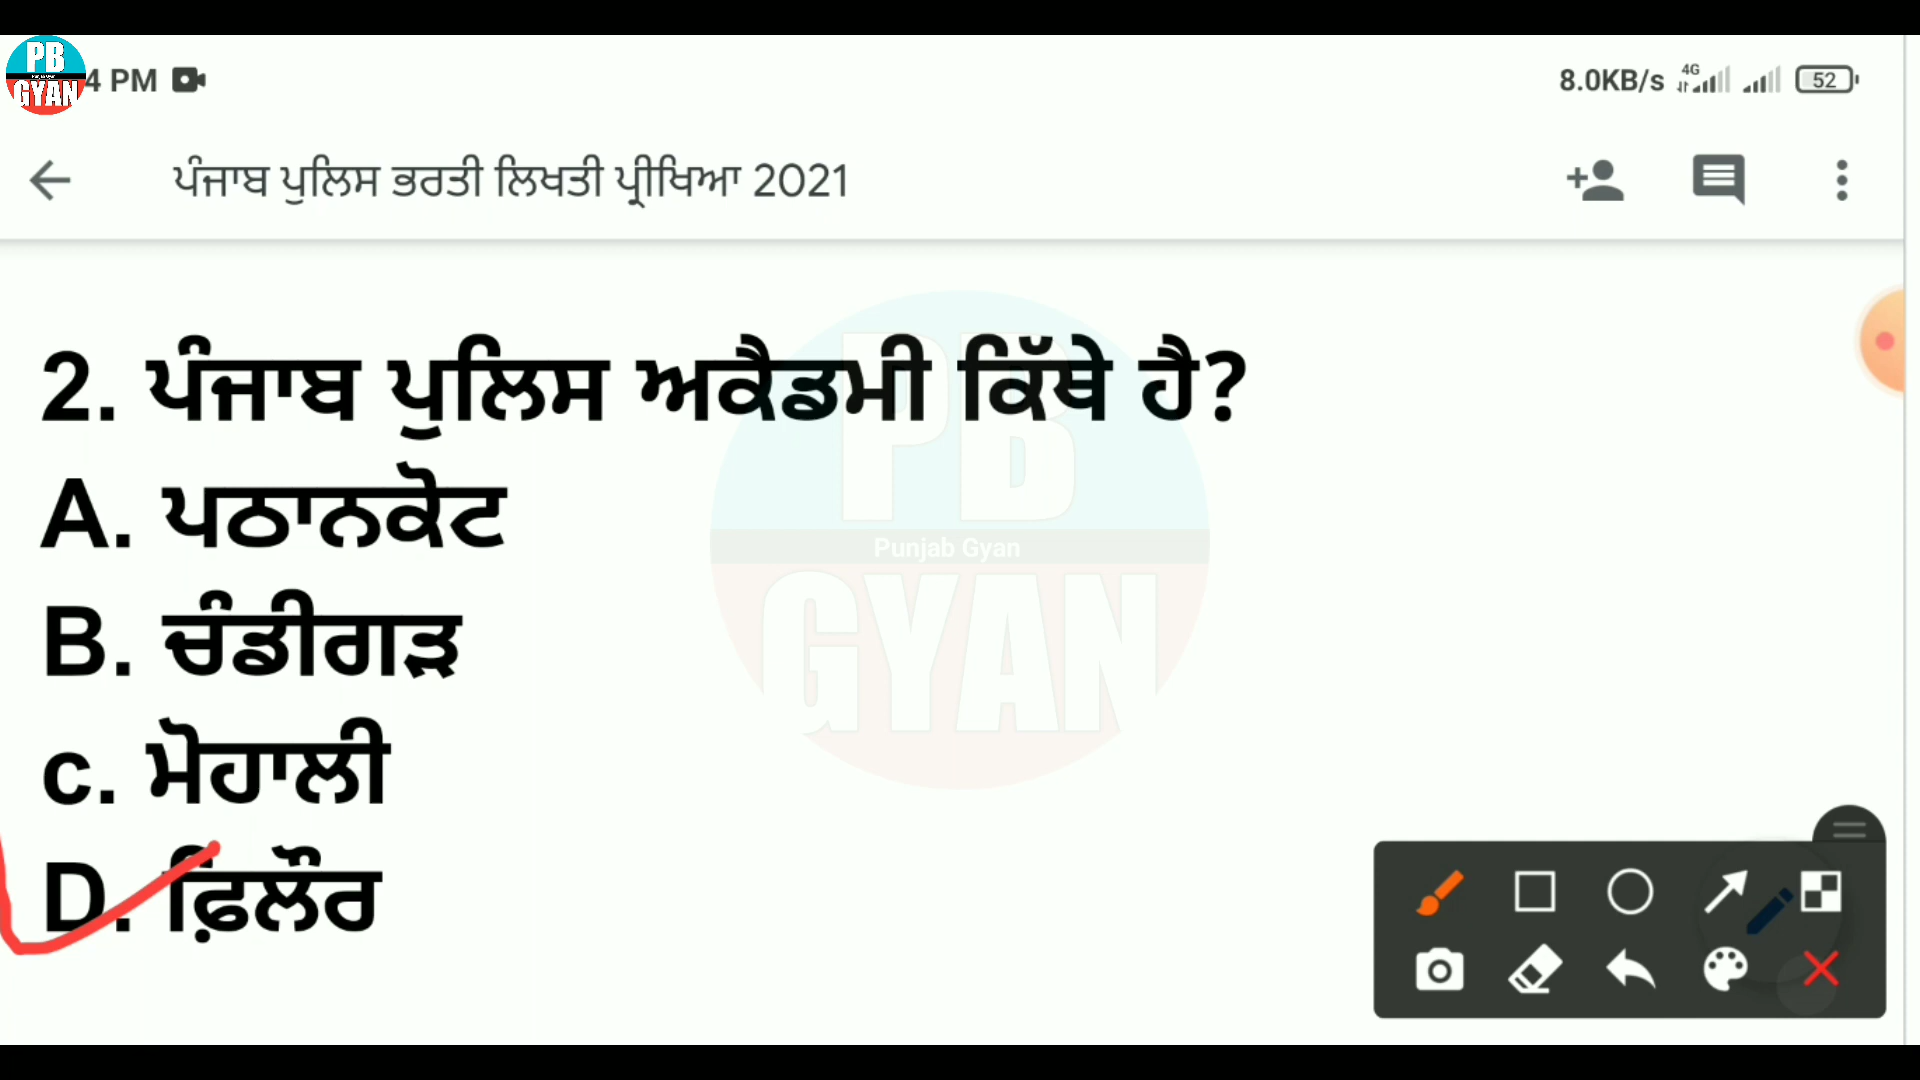 PB
GYAN
4 PM
8.0KB/s 4G 52
ਪੰਜਾਬ ਪੁਲਿਸ ਭਰਤੀ ਲਿਖਤੀ ਪ੍ਰੀਖਿਆ 2021
2. ਪੰਜਾਬ ਪੁਲਿਸ ਅਕੈਡਮੀ ਕਿੱਥੇ ਹੈ?
A. ਪਠਾਨਕੋਟ
B. ਚੰਡੀਗੜ
c. ਮੋਹਾਲੀ
D. ਫ਼ਿਲੌਰ
PB
Punjab Gyan
GYAN